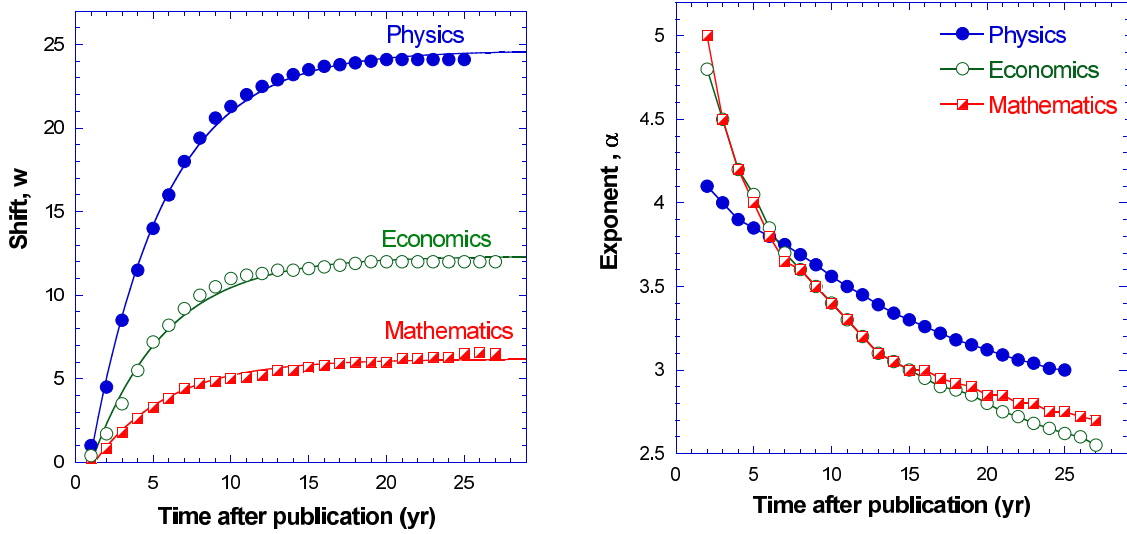 Physics
Economics
Mathematics
25
20
15
10
5
0
Shift, w
0 5 10 15 20 25
Time after publication (yr)
Physics
Economics
Mathematics
5
4.5
4
3.5
3
2.5
Exponent , α
0 5 10 15 20 25
Time after publication (yr)